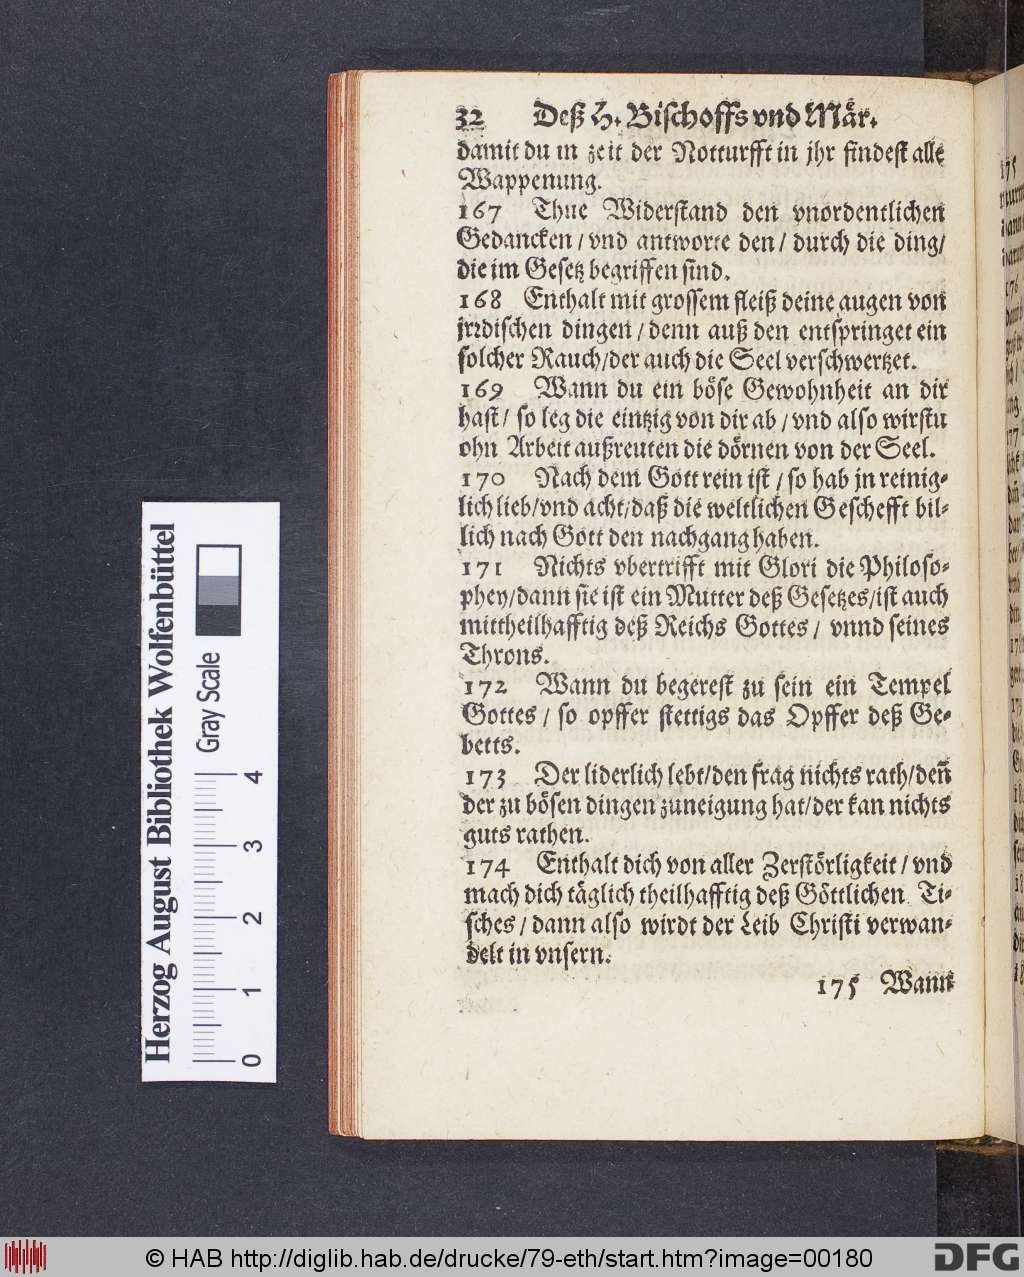 32 Deß H. Bischoffs vnd Mär.
damit du in zeit der Notturfft in jhr findest alle
Wappenung.
167 Thue Widerstand den vnordentlichen
Gedancken / vnd antworte den / durch die ding/
die im Gesetz begriffen sind.
168 Enthalt mit grossem fleiß deine augen von
jrrdischen dingen / denn auß den entspringet ein
solcher Rauch/der auch die Seel verschwertzet.
169 Wann du ein böse Gewohnheit an dir
hast / so leg die eintzig von dir ab / vnd also wirstu
ohn Arbeit außreuten die dörnen von der Seel.
170 Nach dem Gott rein ist / so hab jn reinig-
lich lieb/vnd acht/daß die weltlichen Geschefft bil-
lich nach Gott den nachgang haben.
171 Nichts vbertrifft mit Glori die Philoso-
phey/dann sie ist ein Mutter deß Gesetzes/ist auch
mittheilhafftig deß Reichs Gottes / vnnd seines
Throns.
172 Wann du begerest zu sein ein Tempel
Gottes / so opffer stettigs das Opffer deß Ge-
betts.
173 Der liderlich lebt/den frag nichts rath/deñ
der zu bösen dingen zuneigung hat/der kan nichts
guts rathen.
174 Enthalt dich von aller Zerstörligkeit / vnd
mach dich täglich theilhafftig deß Göttlichen Ti-
sches / dann also wirdt der Leib Christi verwan-
delt in vnsern.
175 Wann
Herzog August Bibliothek Wolfenbüttel
Gray Scale
0 1 2 3 4
© HAB http://diglib.hab.de/drucke/79-eth/start.htm?image=00180
DFG